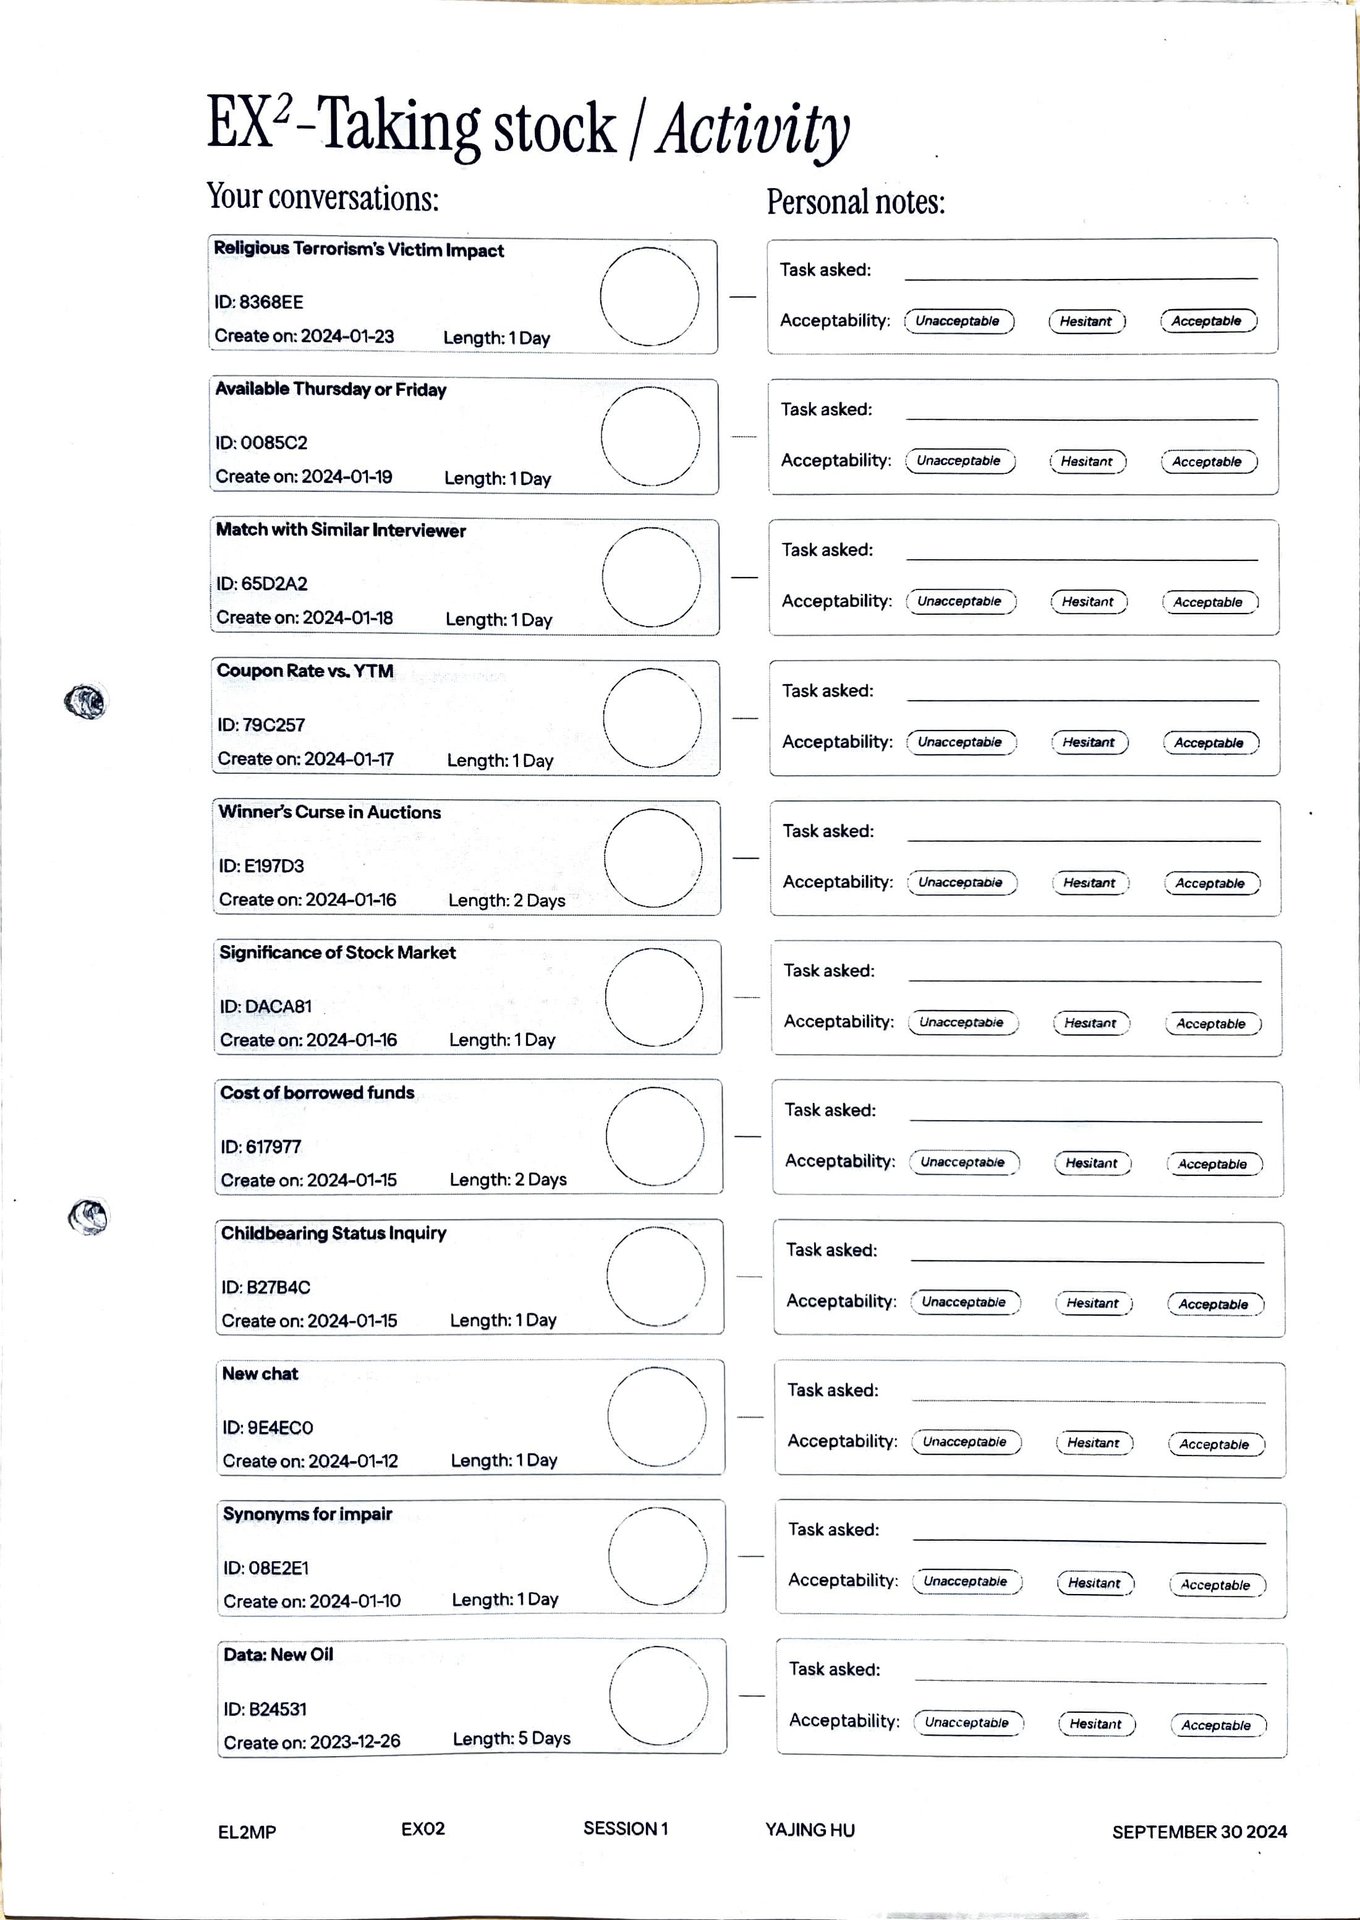 EX²-Taking stock / Activity
Your conversations:
Personal notes:
Religious Terrorism's Victim Impact
ID: 8368EE
Create on: 2024-01-23 Length: 1 Day
Task asked:
Acceptability: Unacceptable Hesitant Acceptable
Available Thursday or Friday
ID: 0085C2
Create on: 2024-01-19 Length: 1 Day
Task asked:
Acceptability: Unacceptable Hesitant Acceptable
Match with Similar Interviewer
ID: 65D2A2
Create on: 2024-01-18 Length: 1 Day
Task asked:
Acceptability: Unacceptable Hesitant Acceptable
Coupon Rate vs. YTM
ID: 79C257
Create on: 2024-01-17 Length: 1 Day
Task asked:
Acceptability: Unacceptable Hesitant Acceptable
Winner's Curse in Auctions
ID: E197D3
Create on: 2024-01-16 Length: 2 Days
Task asked:
Acceptability: Unacceptable Hesitant Acceptable
Significance of Stock Market
ID: DACA81
Create on: 2024-01-16 Length: 1 Day
Task asked:
Acceptability: Unacceptable Hesitant Acceptable
Cost of borrowed funds
ID: 617977
Create on: 2024-01-15 Length: 2 Days
Task asked:
Acceptability: Unacceptable Hesitant Acceptable
Childbearing Status Inquiry
ID: B27B4C
Create on: 2024-01-15 Length: 1 Day
Task asked:
Acceptability: Unacceptable Hesitant Acceptable
New chat
ID: 9E4EC0
Create on: 2024-01-12 Length: 1 Day
Task asked:
Acceptability: Unacceptable Hesitant Acceptable
Synonyms for impair
ID: 08E2E1
Create on: 2024-01-10 Length: 1 Day
Task asked:
Acceptability: Unacceptable Hesitant Acceptable
Data: New Oil
ID: B24531
Create on: 2023-12-26 Length: 5 Days
Task asked:
Acceptability: Unacceptable Hesitant Acceptable
EL2MP EX02 SESSION 1 YAJING HU SEPTEMBER 30 2024